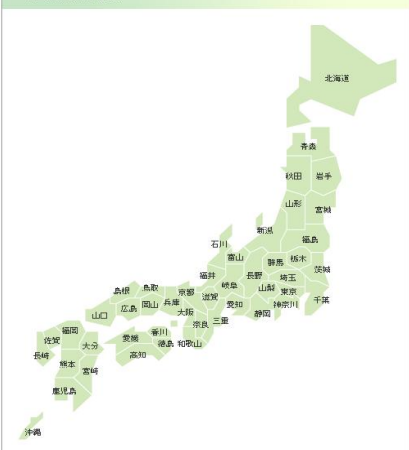 北海道
青森
秋田
岩手
山形
宮城
新潟
福島
石川
富山
群馬
栃木
茨城
福井
長野
埼玉
岐阜
山梨
東京
千葉
神奈川
静岡
愛知
滋賀
京都
兵庫
鳥取
島根
岡山
広島
山口
大阪
奈良
三重
和歌山
香川
愛媛
徳島
高知
福岡
佐賀
大分
長崎
熊本
宮崎
鹿児島
沖縄